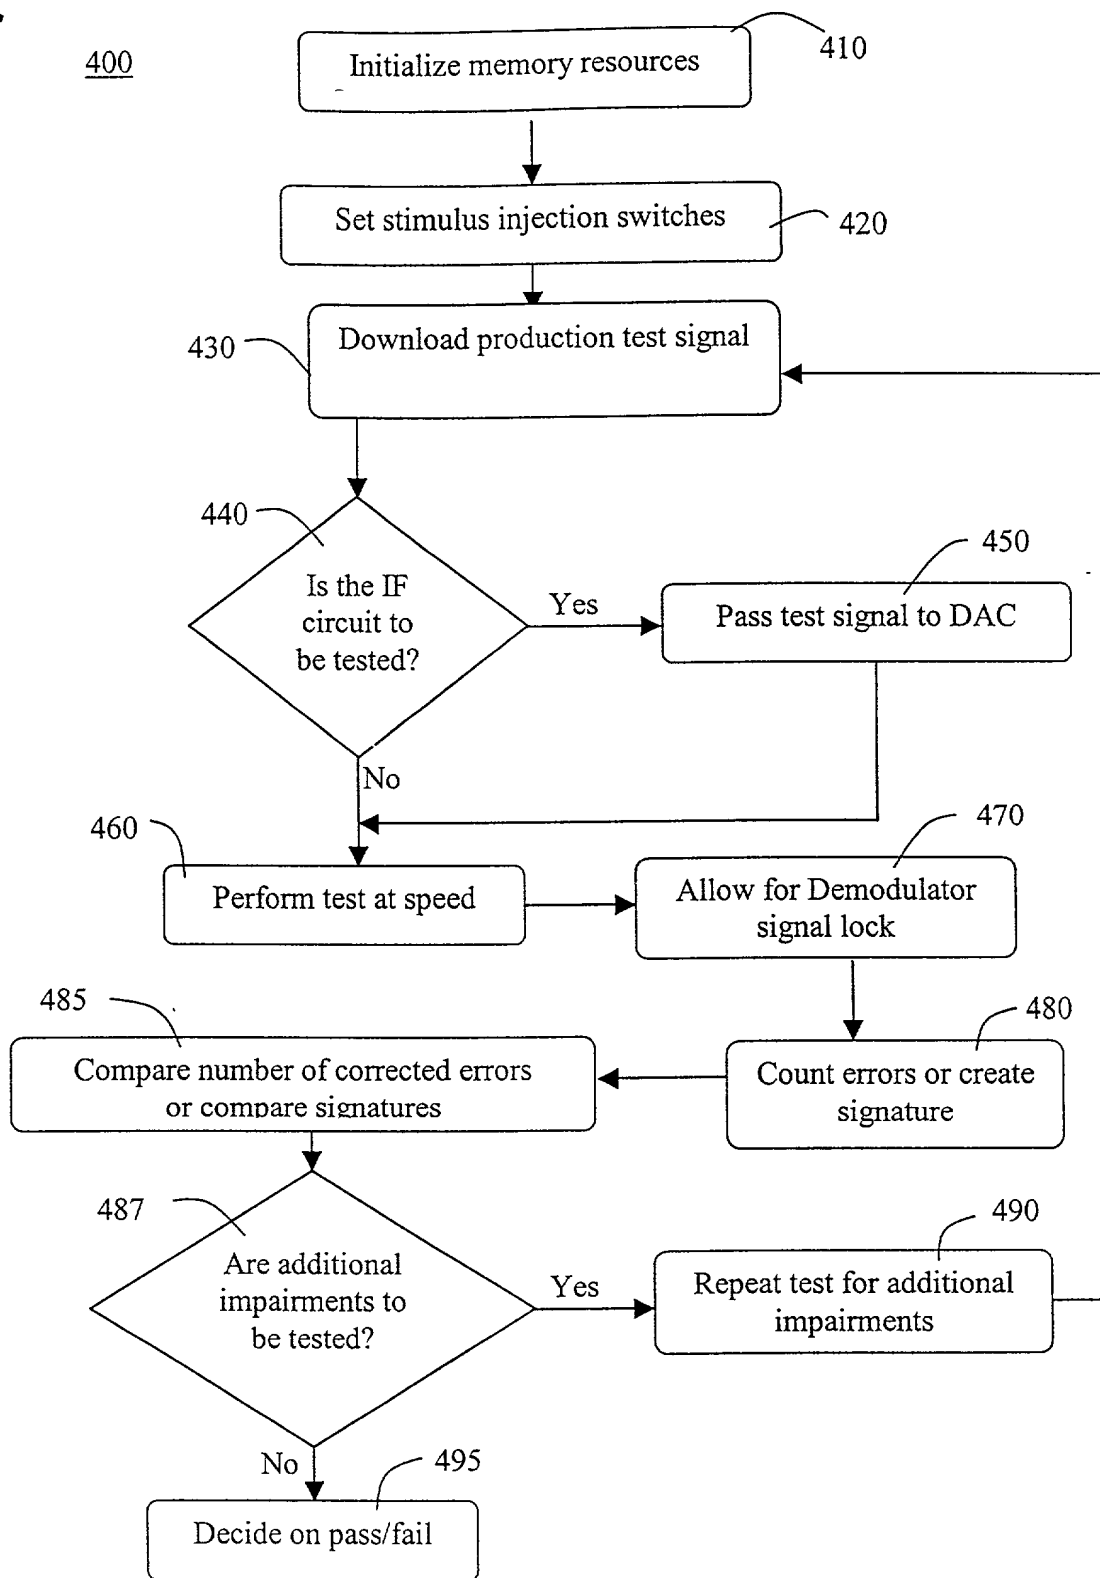 400
410
Initialize memory resources
Set stimulus injection switches
420
430
Download production test signal
440
Is the IF
circuit to
be tested?
Yes
450
Pass test signal to DAC
No
460
Perform test at speed
470
Allow for Demodulator
signal lock
485
Compare number of corrected errors
or compare signatures
480
Count errors or create
signature
487
Are additional
impairments to
be tested?
Yes
490
Repeat test for additional
impairments
No
495
Decide on pass/fail